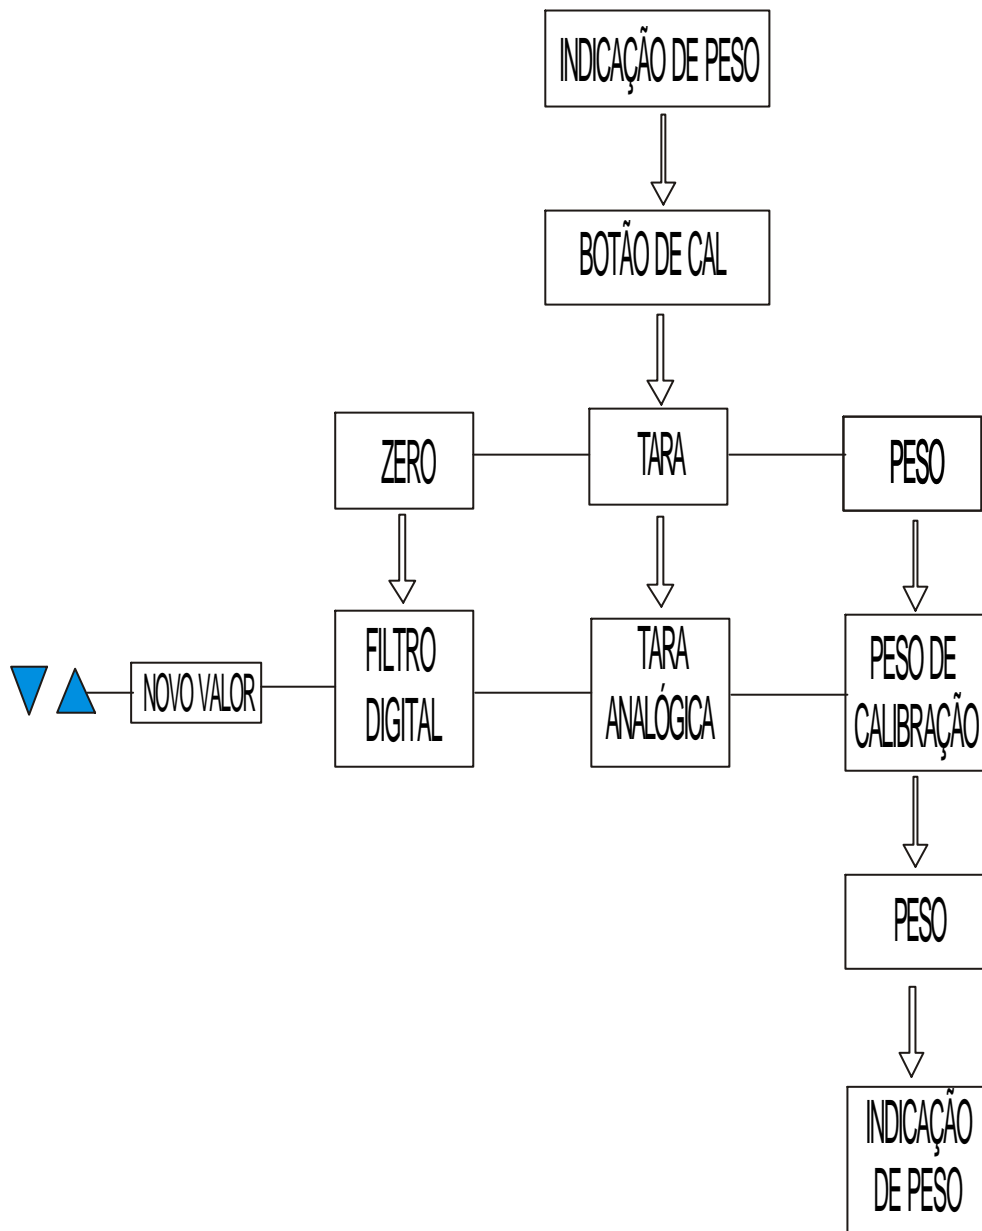 INDICAÇÃO DE PESO
BOTÃO DE CAL
ZERO
TARA
PESO
FILTRO
DIGITAL
TARA
ANALÓGICA
PESO DE
CALIBRAÇÃO
NOVO VALOR
PESO
INDICAÇÃO
DE PESO